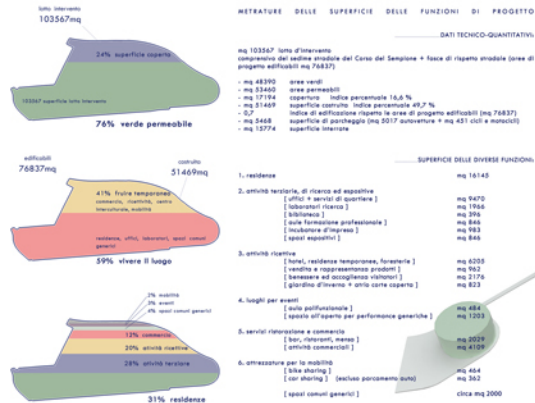 lotto intervento
103567mq
24% superficie coperta
103567 superficie lotto intervento
76% verde permeabile
edificabili
76837mq
costruito
51469mq
41% fruire temporaneo
commercio, ricettività, centro
interculturale, mobilità
residenze, uffici, laboratori, spazi comuni
generici
59% vivere il luogo
2% mobilità
3% eventi
4% spazi comuni generici
12% commercio
20% attività ricettive
28% attività terziarie
31% residenze
METRATURE DELLE SUPERFICIE DELLE FUNZIONI DI PROGETTO
DATI TECNICO-QUANTITATIVI:
mq 103567 lotto d'intervento
comprensivo del sedime stradale del Corso del Sempione + fasce di rispetto stradale (aree di
progetto edificabili mq 76837)
- mq 48390 aree verdi
- mq 53460 aree permeabili
- mq 17194 copertura indice percentuale 16,6 %
- mq 51469 superficie costruita indice percentuale 49,7 %
- 0,7 indice di edificazione rispetto le aree di progetto edificabili (mq 76837)
- mq 5468 superficie di parcheggio (mq 5017 autovetture + mq 451 cicli e motocicli)
- mq 15774 superficie interrate
SUPERFICIE DELLE DIVERSE FUNZIONI:
1. residenze mq 16145
2. attività terziarie, di ricerca ed espositive
[ uffici + servizi di quartiere ] mq 9470
[ laboratori ricerca ] mq 1966
[ biblioteca ] mq 396
[ aule formazione professionale ] mq 846
[ incubatore d'impresa ] mq 983
[ spazi espositivi ] mq 846
3. attività ricettive
[ hotel, residenze temporanee, foresterie ] mq 6205
[ vendita e rappresentanza prodotti ] mq 962
[ benessere ed accoglienza visitatori ] mq 2176
[ giardino d'inverno + atrio corte coperta ] mq 823
4. luoghi per eventi
[ aula polifunzionale ] mq 484
[ spazio all'aperto per performance generiche ] mq 1203
5. servizi ristorazione e commercio
[ bar, ristoranti, mensa ] mq 2029
[ attività commerciali ] mq 4109
6. attrezzature per la mobilità
[ bike sharing ] mq 464
[ car sharing ] (escluso parcamento auto) mq 362
[ spazi comuni generici ] circa mq 2000